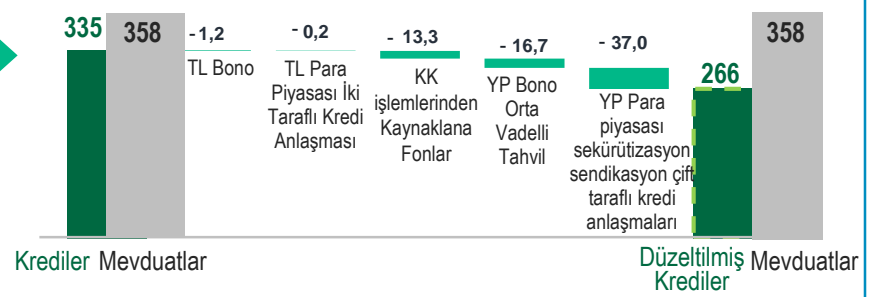 335
358
- 1,2
- 0,2
- 13,3
- 16,7
- 37,0
266
358
TL Bono
TL Para
Piyasası İki
Taraflı Kredi
Anlaşması
KK
işlemlerinden
Kaynaklana
Fonlar
YP Bono
Orta
Vadelli
Tahvil
YP Para
piyasası
sekürütizasyon
sendikasyon çift
taraflı kredi
anlaşmaları
Krediler
Mevduatlar
Düzeltilmiş
Krediler
Mevduatlar